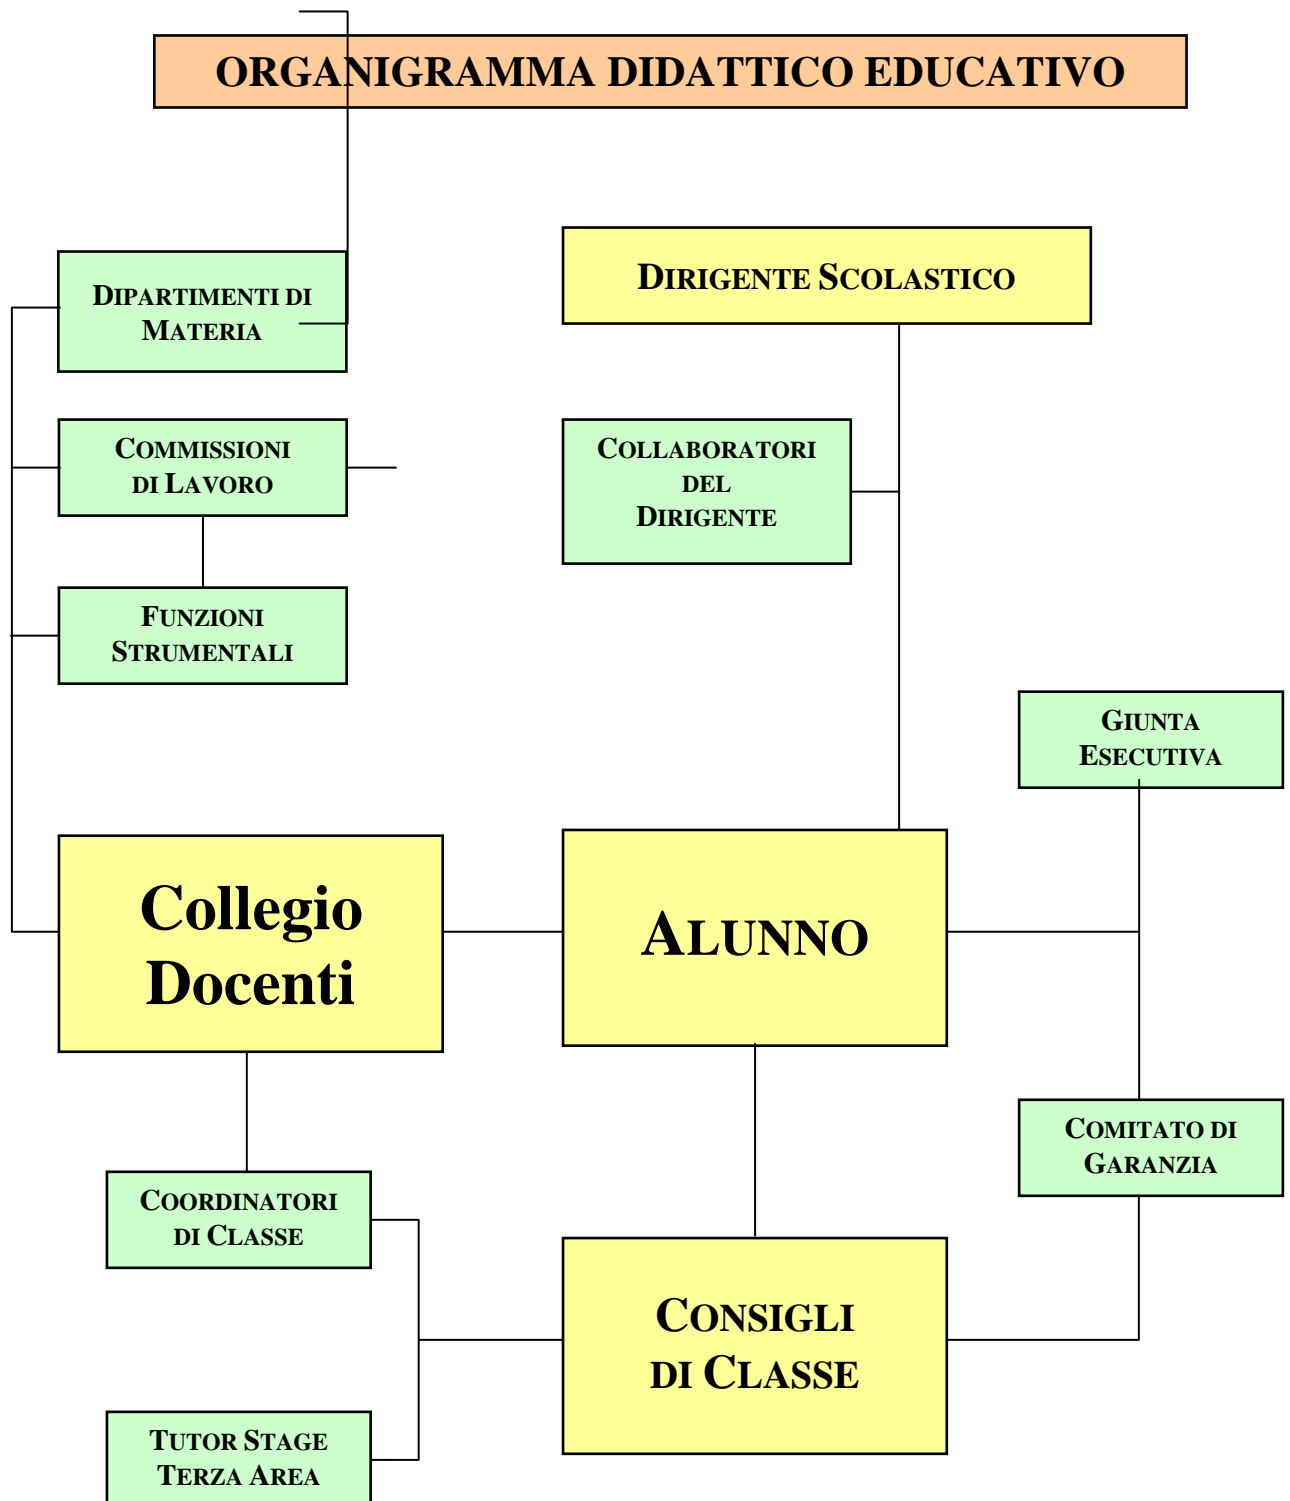 ORGANIGRAMMA DIDATTICO EDUCATIVO
DIPARTIMENTI DI
MATERIA
DIRIGENTE SCOLASTICO
COMMISSIONI
DI LAVORO
COLLABORATORI
DEL
DIRIGENTE
FUNZIONI
STRUMENTALI
GIUNTA
ESECUTIVA
Collegio
Docenti
ALUNNO
COMITATO DI
GARANZIA
COORDINATORI
DI CLASSE
CONSIGLI
DI CLASSE
TUTOR STAGE
TERZA AREA